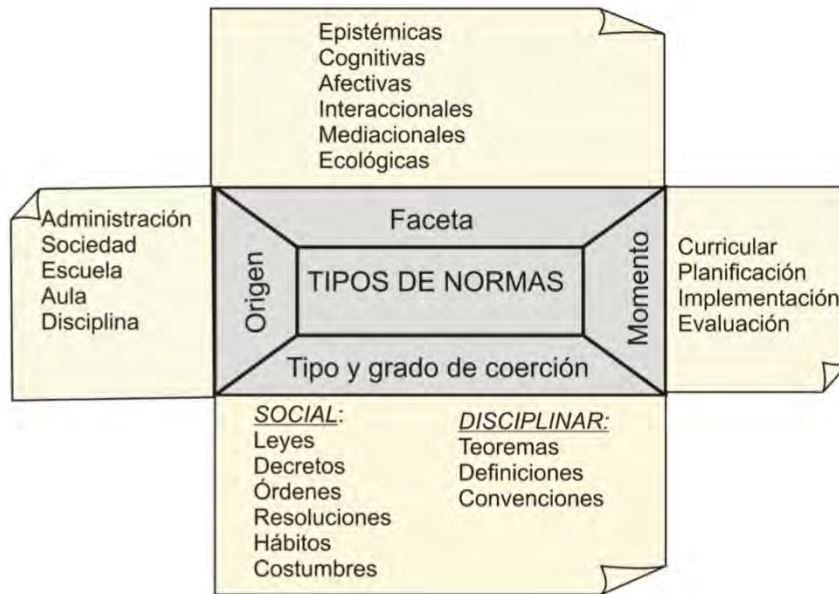 Epistémicas
Cognitivas
Afectivas
Interaccionales
Mediacionales
Ecológicas
Administración
Sociedad
Escuela
Aula
Disciplina
Origen
Faceta
TIPOS DE NORMAS
Momento
Curricular
Planificación
Implementación
Evaluación
Tipo y grado de coerción
SOCIAL:
Leyes
Decretos
Órdenes
Resoluciones
Hábitos
Costumbres
DISCIPLINAR:
Teoremas
Definiciones
Convenciones